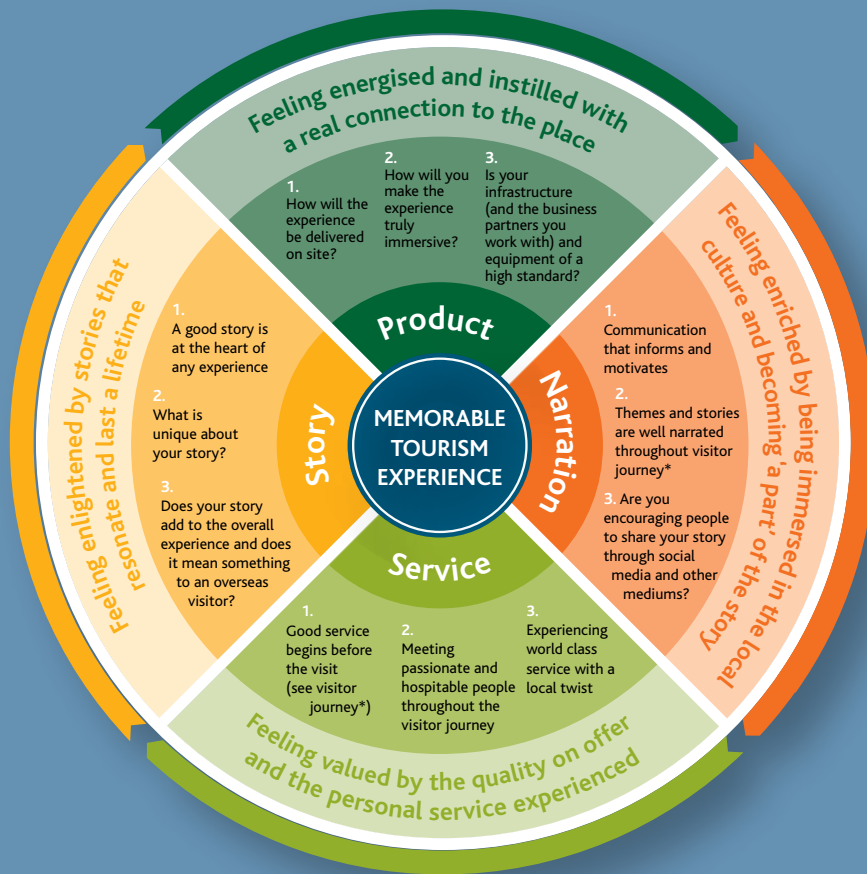 Feeling energised and instilled with
a real connection to the place
1.
How will the
experience
be delivered
on site?
2.
How will you
make the
experience
truly
immersive?
3.
Is your
infrastructure
(and the business
partners you
work with) and
equipment of a
high standard?
Product
Feeling enriched by being immersed in the local
culture and becoming 'a part' of the story
1.
Communication
that informs and
motivates
2.
Themes and stories
are well narrated
throughout visitor
journey*
3. Are you
encouraging people
to share your story
through social
media and other
mediums?
Narration
MEMORABLE
TOURISM
EXPERIENCE
Service
1.
Good service
begins before
the visit
(see visitor
journey*)
2.
Meeting
passionate and
hospitable people
throughout the
visitor journey
3.
Experiencing
world class
service with a
local twist
Feeling valued by the quality on offer
and the personal service experienced
Story
1.
A good story is
at the heart of
any experience
2.
What is
unique about
your story?
3.
Does your story
add to the overall
experience and does
it mean something
to an overseas
visitor?
Feeling enlightened by stories that
resonate and last a lifetime